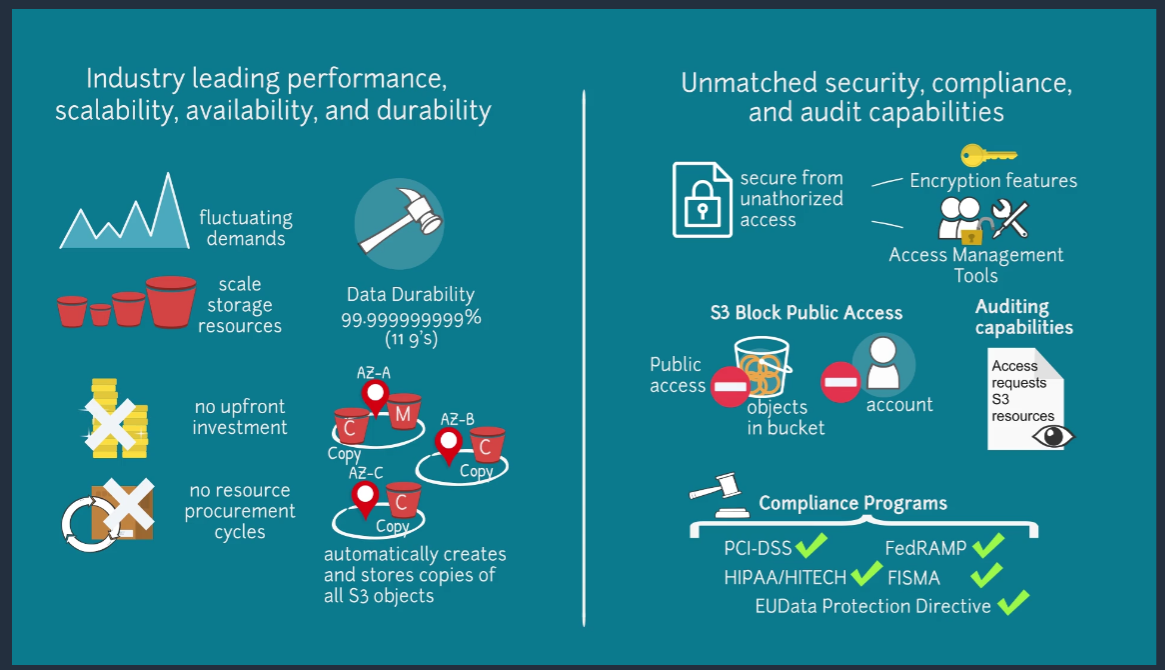 Industry leading performance,
scalability, availability, and durability
fluctuating
demands
scale
storage
resources
no upfront
investment
no resource
procurement
cycles
Data Durability
99.999999999%
(11 9's)
AZ-A
C
M
Copy
AZ-B
C
Copy
AZ-C
C
Copy
automatically creates
and stores copies of
all S3 objects
Unmatched security, compliance,
and audit capabilities
secure from
unathorized
access
Encryption features
Access Management
Tools
S3 Block Public Access
Public
access
objects
in bucket
account
Auditing
capabilities
Access
requests
S3
resources
Compliance Programs
PCI-DSS
FedRAMP
HIPAA/HITECH
FISMA
EUData Protection Directive